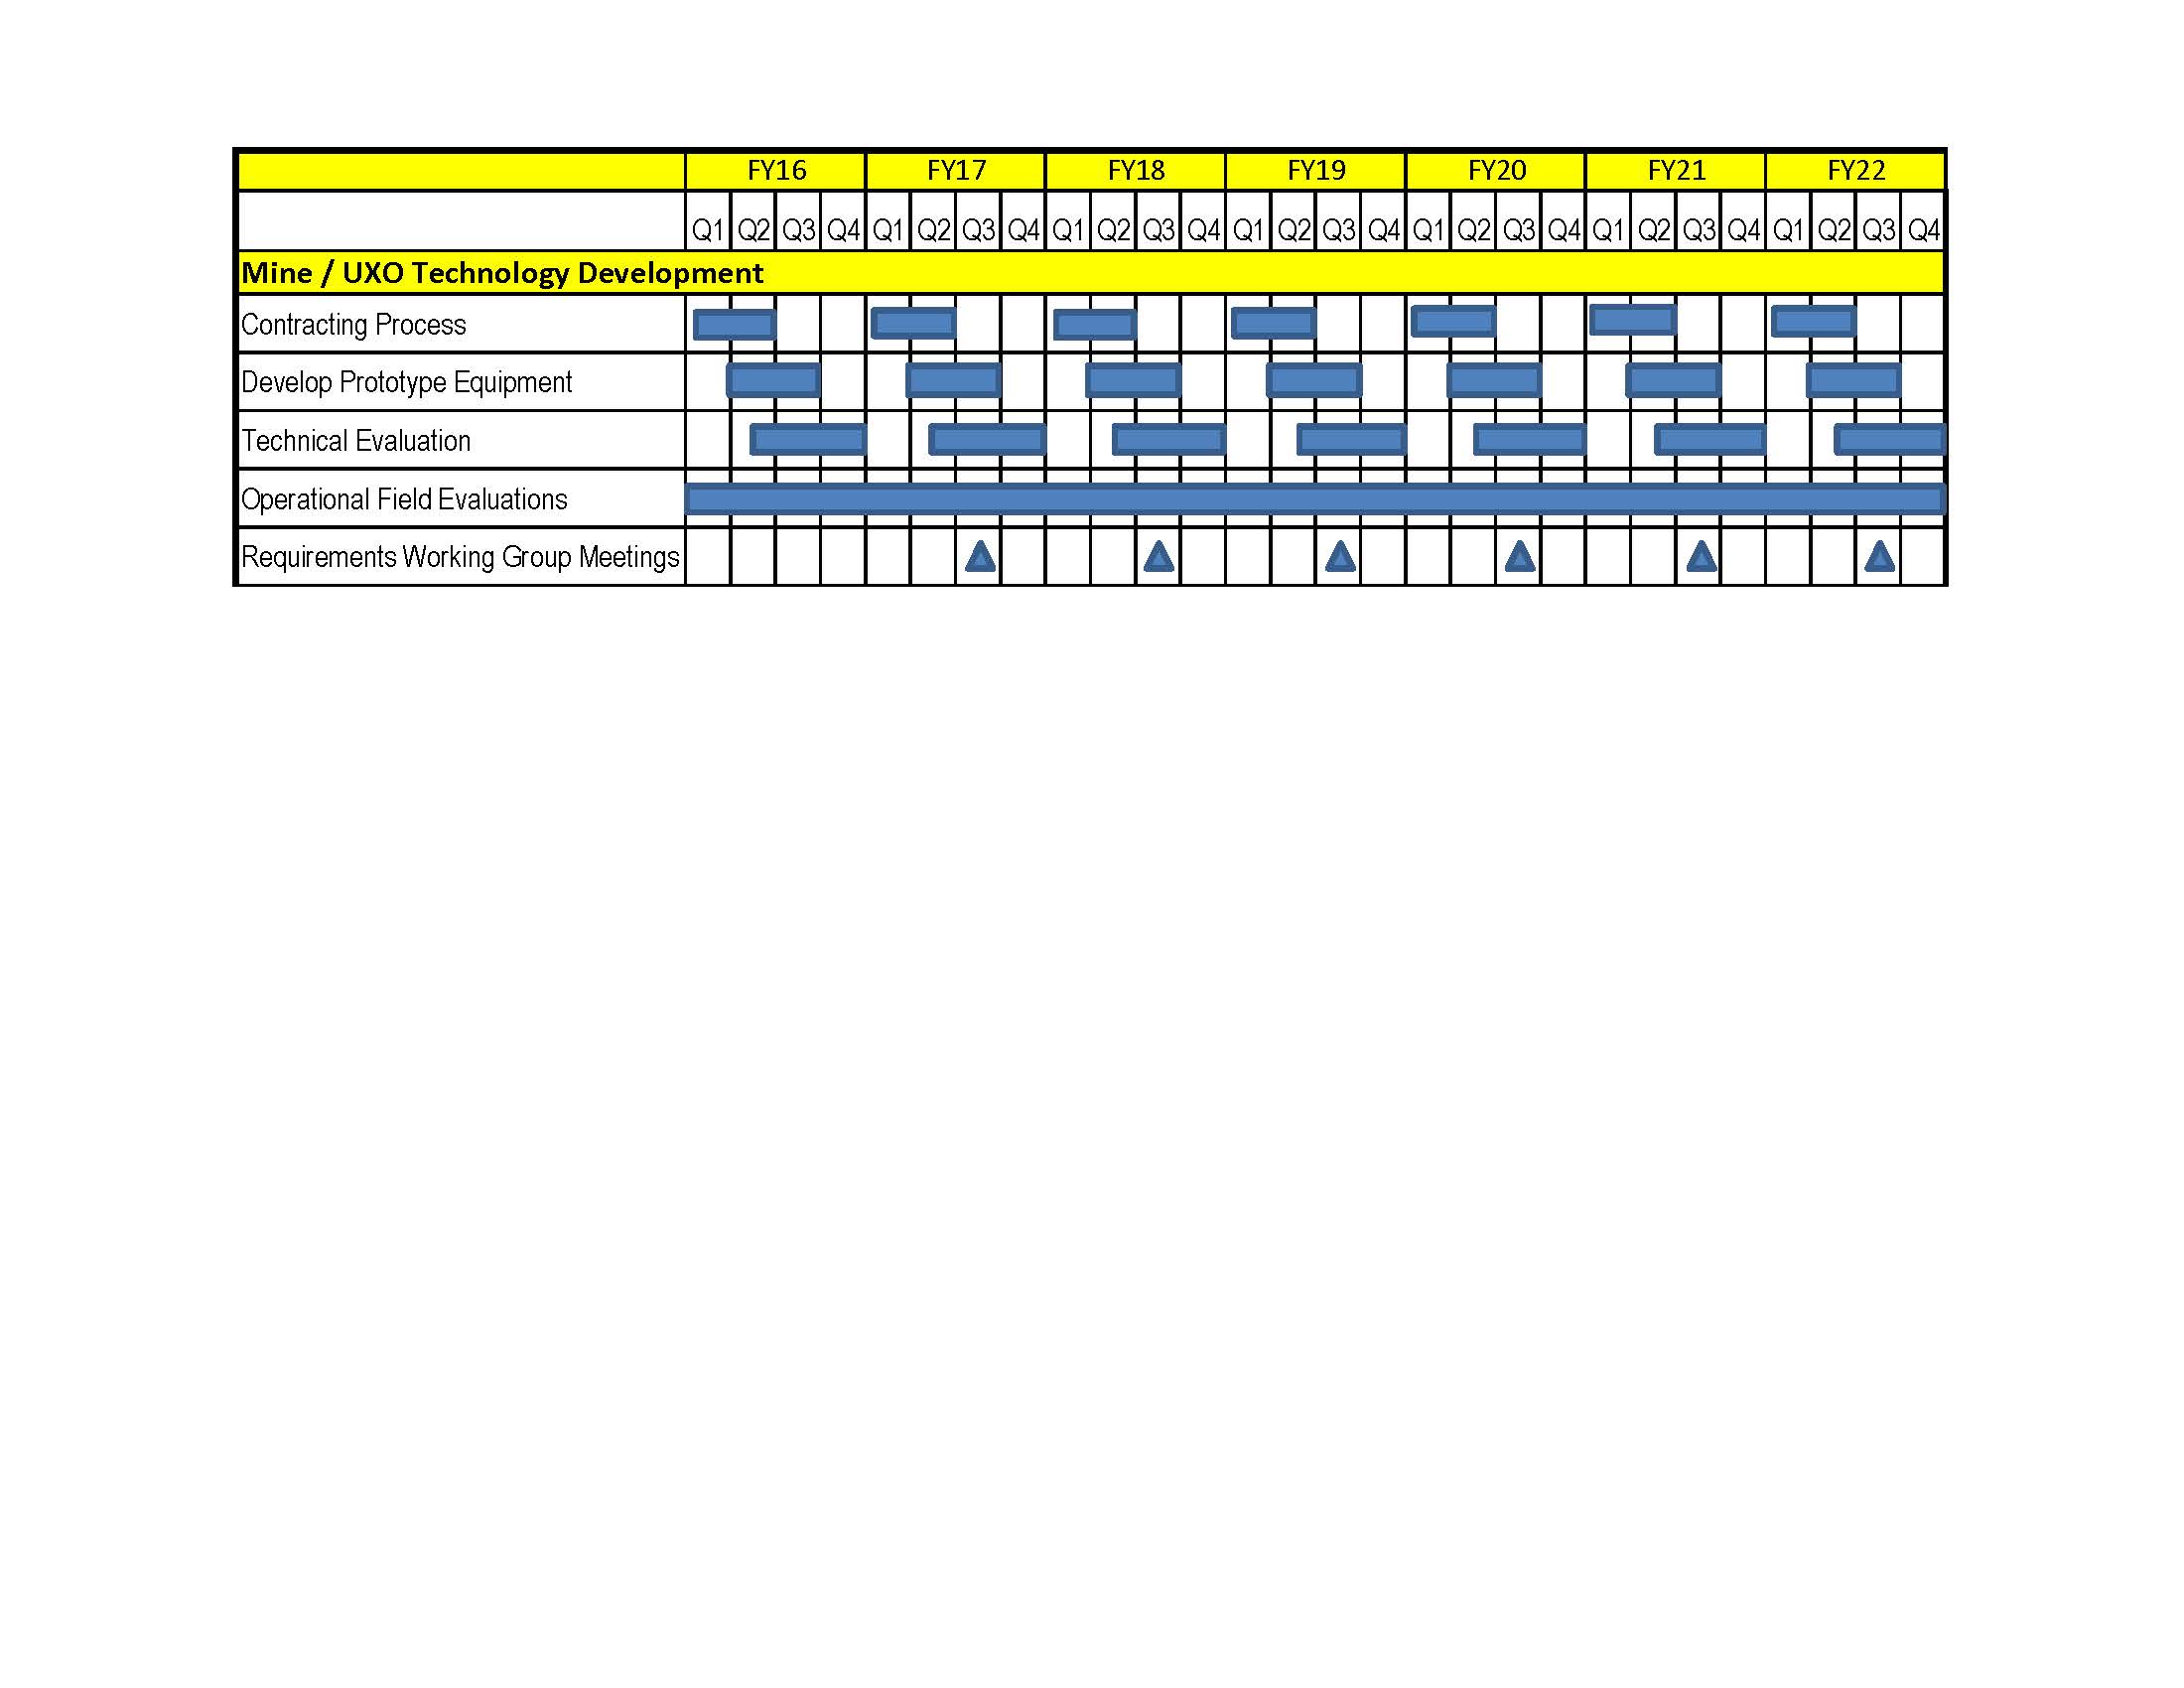 FY16 FY17 FY18 FY19 FY20 FY21 FY22
Q1 Q2 Q3 Q4 Q1 Q2 Q3 Q4 Q1 Q2 Q3 Q4 Q1 Q2 Q3 Q4 Q1 Q2 Q3 Q4 Q1 Q2 Q3 Q4 Q1 Q2 Q3 Q4
Mine / UXO Technology Development
Contracting Process
Develop Prototype Equipment
Technical Evaluation
Operational Field Evaluations
Requirements Working Group Meetings